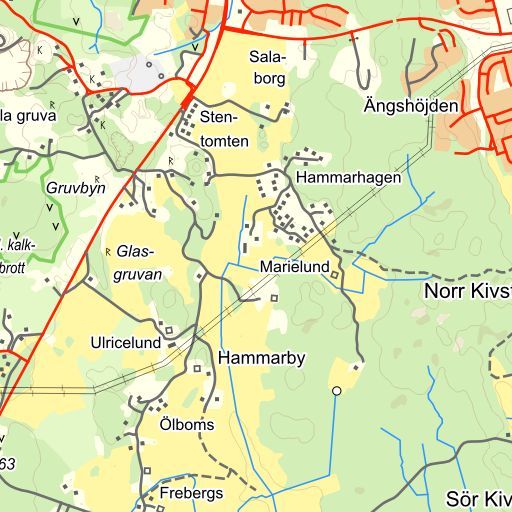 Sala-
borg
Ängshöjden
la gruva
Sten-
tomten
Hammarhagen
Gruvbyn
kalk-
brott
Glas-
gruvan
Marielund
Norr Kivst
Ulricelund
Hammarby
Ölboms
63
Frebergs
Sör Kiv